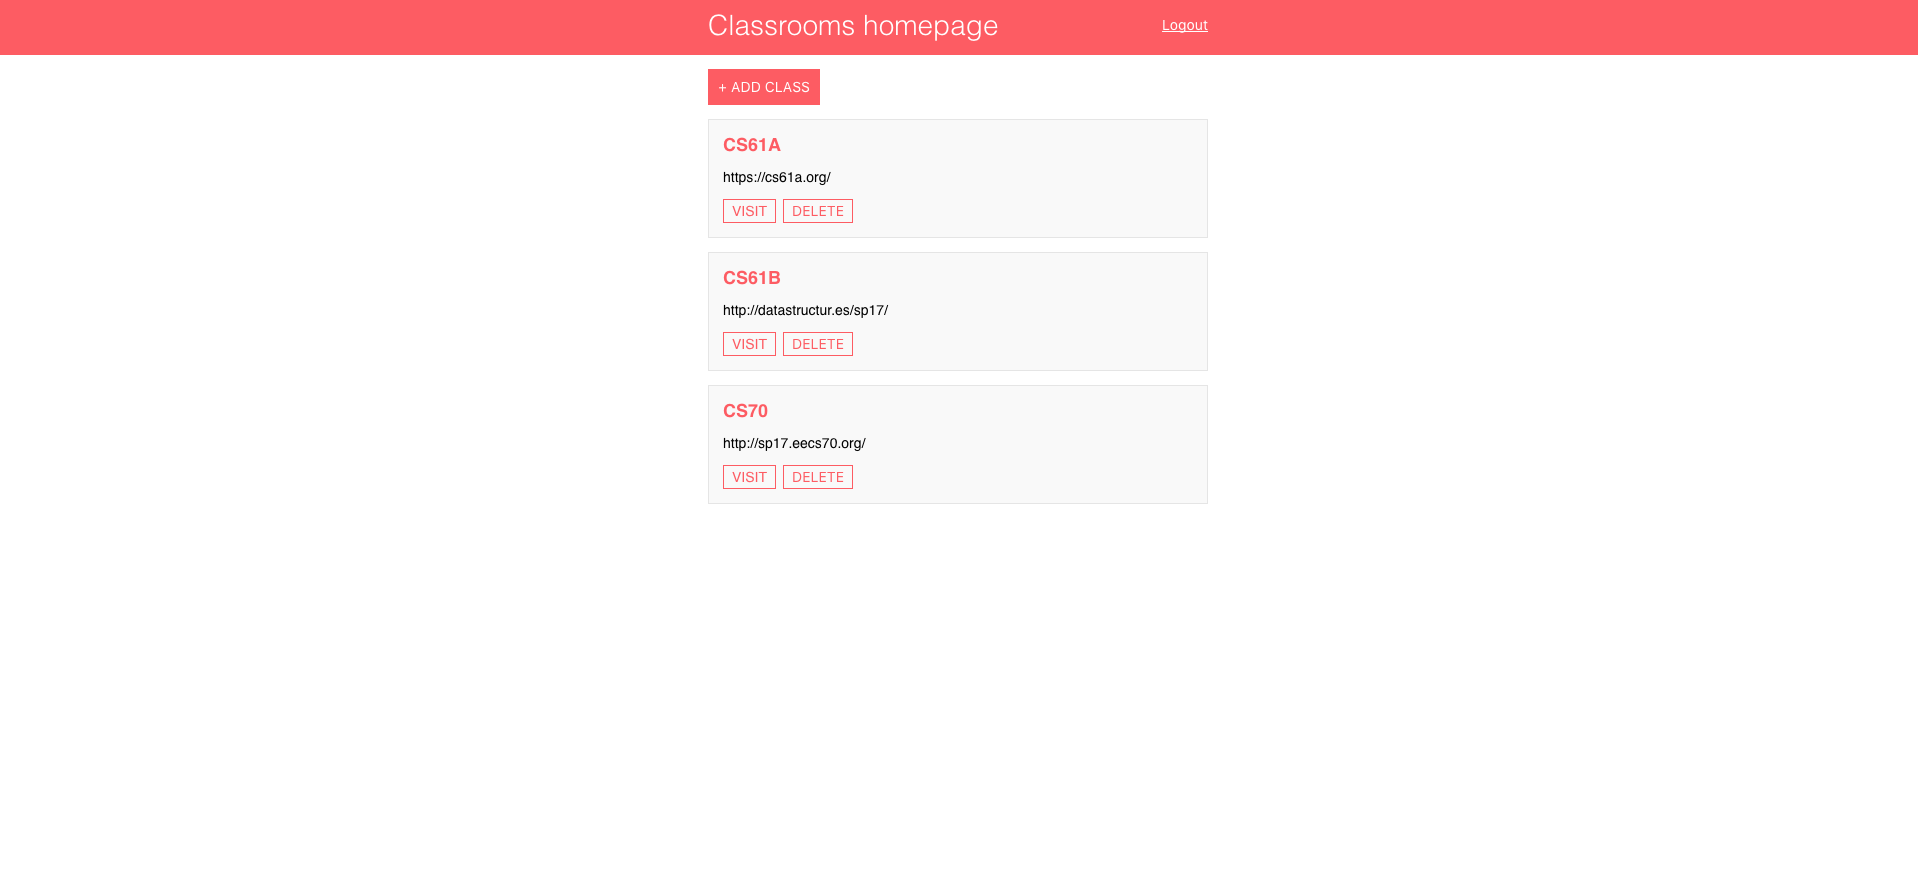 Classrooms homepage
Logout
+ ADD CLASS
CS61A
https://cs61a.org/
VISIT DELETE
CS61B
http://datastructur.es/sp17/
VISIT DELETE
CS70
http://sp17.eecs70.org/
VISIT DELETE